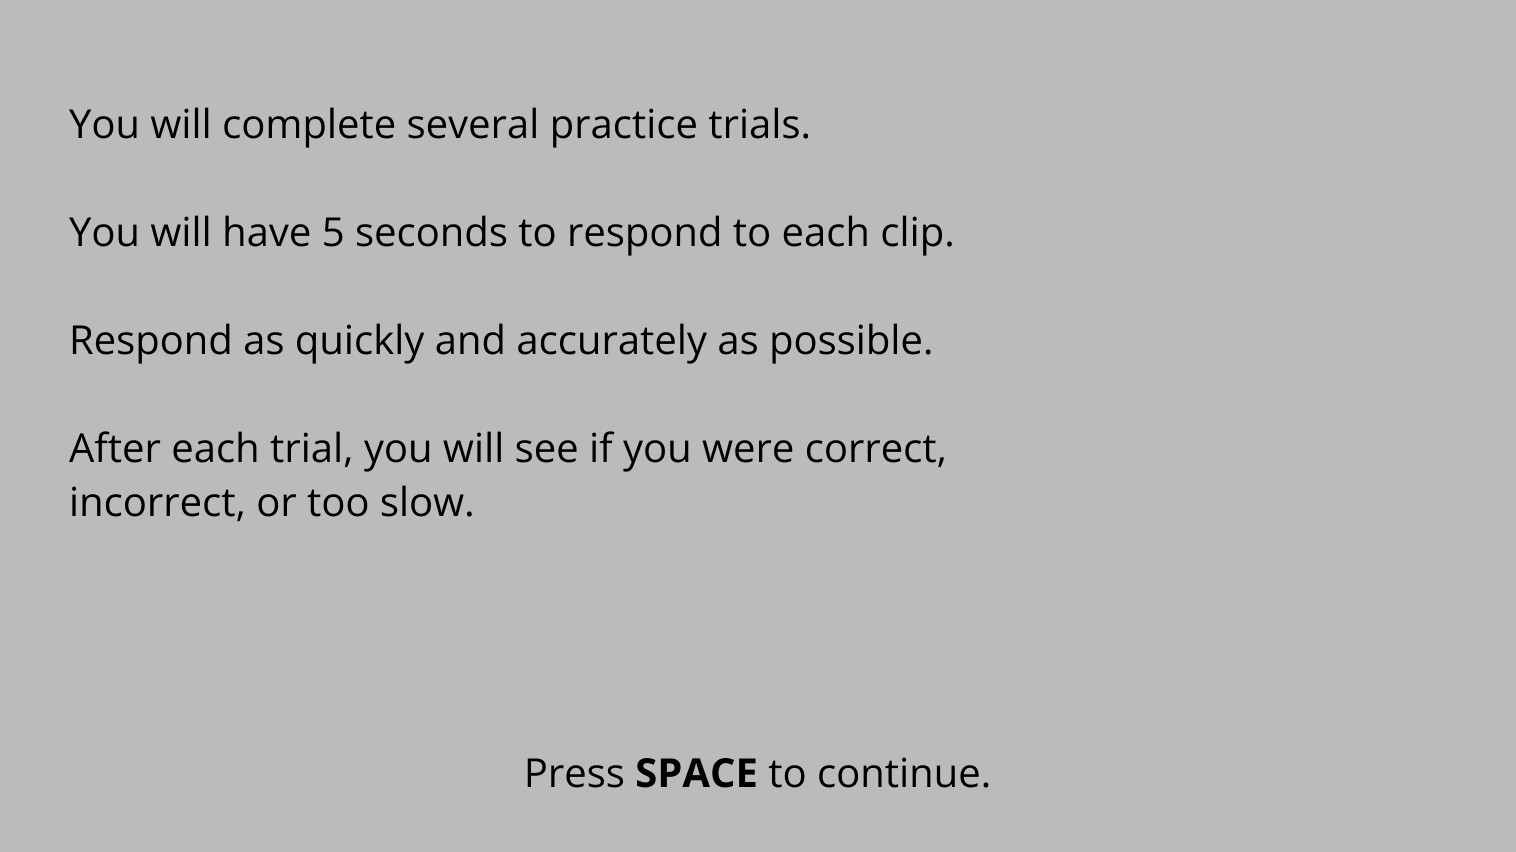 You will complete several practice trials.
You will have 5 seconds to respond to each clip.
Respond as quickly and accurately as possible.
After each trial, you will see if you were correct,
incorrect, or too slow.
Press SPACE to continue.